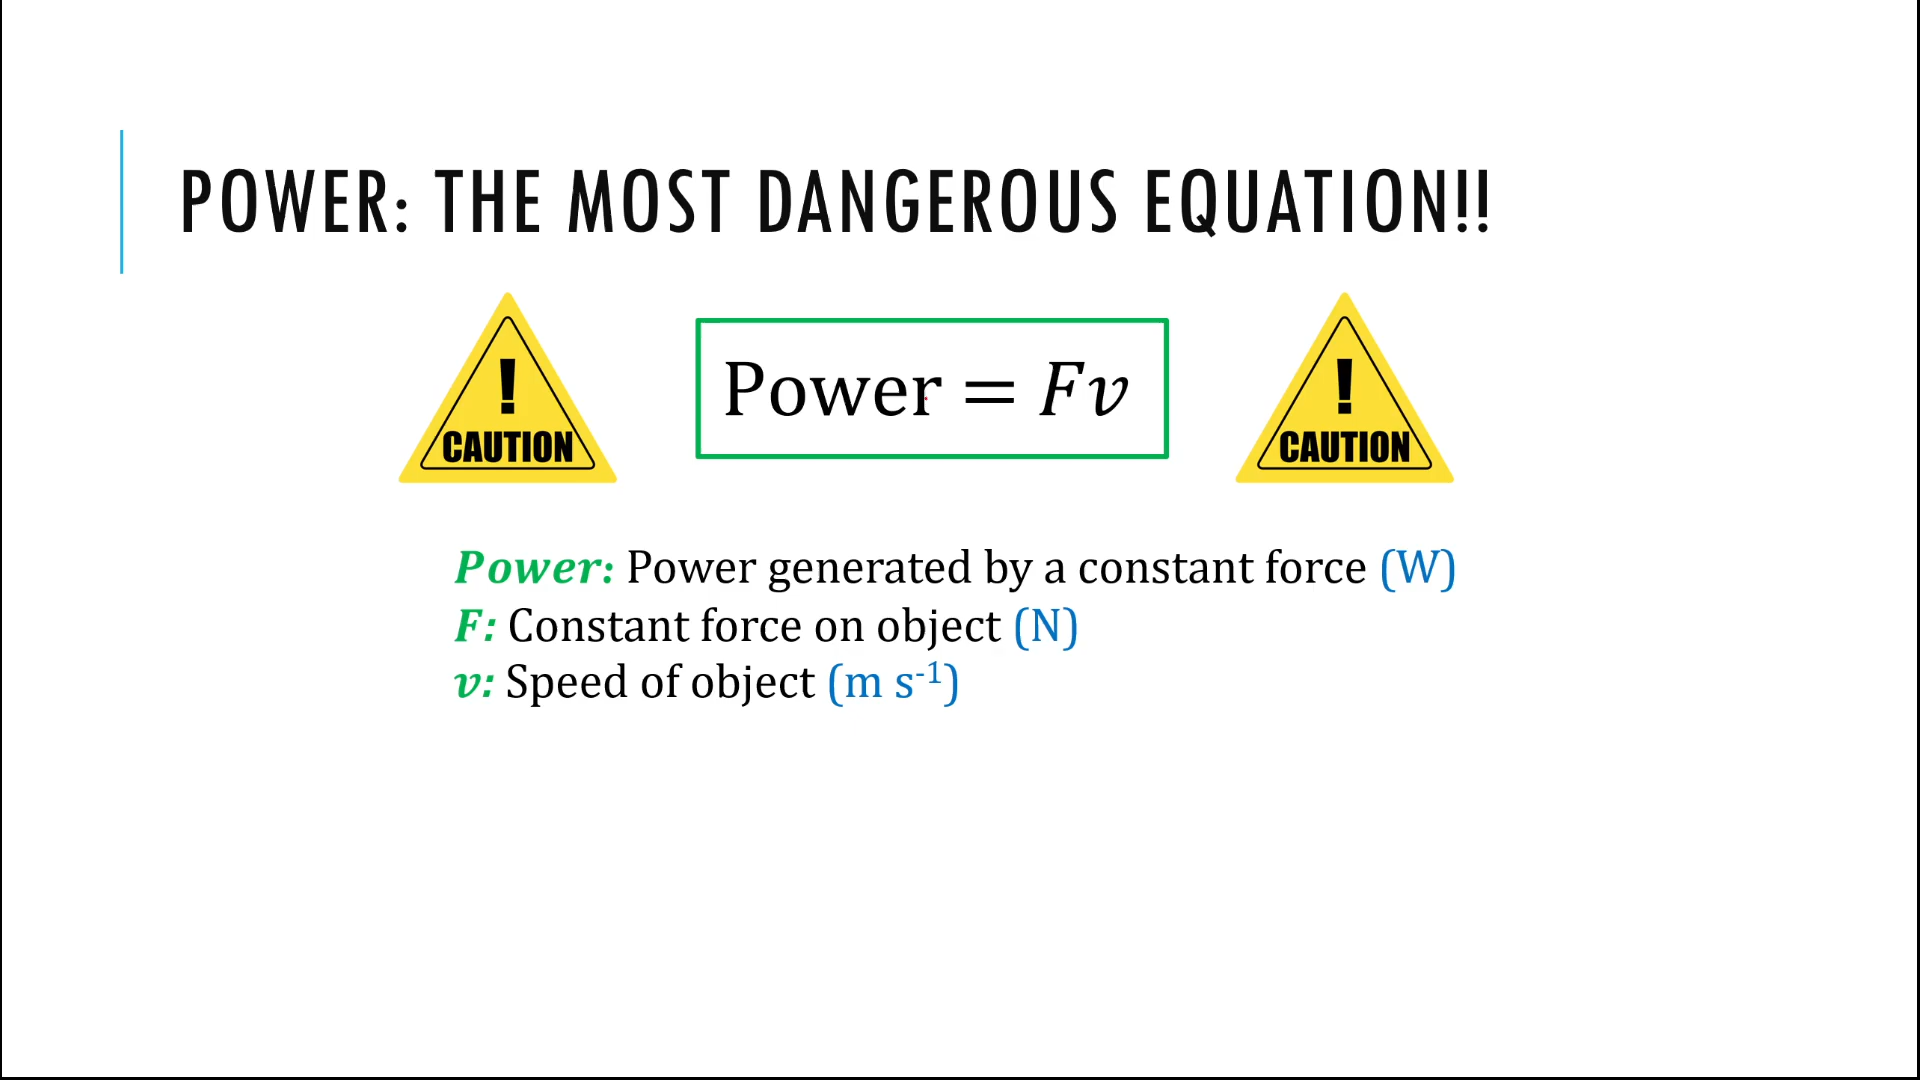 POWER: THE MOST DANGEROUS EQUATION!!
! CAUTION
Power = Fv
! CAUTION
Power: Power generated by a constant force (W)
F: Constant force on object (N)
v: Speed of object (m s⁻¹)